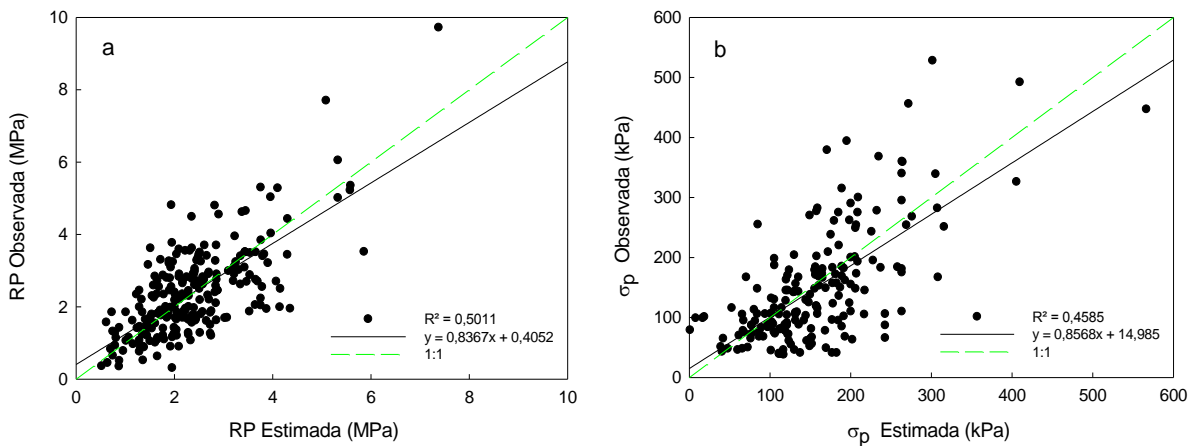 a
RP Observada (MPa)
10
8
6
4
2
0
R² = 0,5011
y = 0,8367x + 0,4052
1:1
0 2 4 6 8 10
RP Estimada (MPa)
b
σp Observada (kPa)
600
500
400
300
200
100
0
R² = 0,4585
y = 0,8568x + 14,985
1:1
0 100 200 300 400 500 600
σp Estimada (kPa)